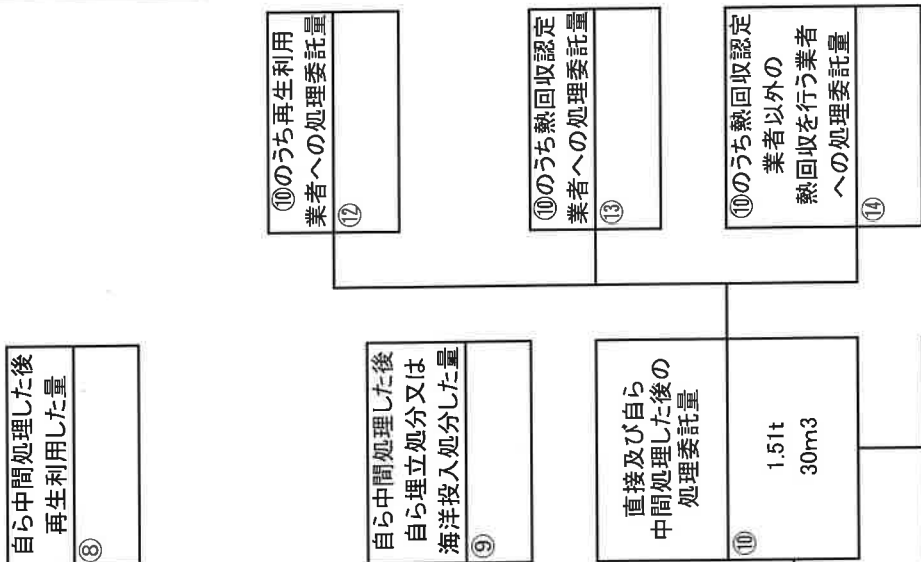 自ら中間処理した後
再生利用した量
⑧
自ら中間処理した後
自ら埋立処分又は
海洋投入処分した量
⑨
直接及び自ら
中間処理した後の
処理委託量
⑩
1.51t
30m3
⑩のうち再生利用
業者への処理委託量
⑫
⑩のうち熱回収認定
業者への処理委託量
⑬
⑩のうち熱回収認定
業者以外の
熱回収を行う業者
への処理委託量
⑭